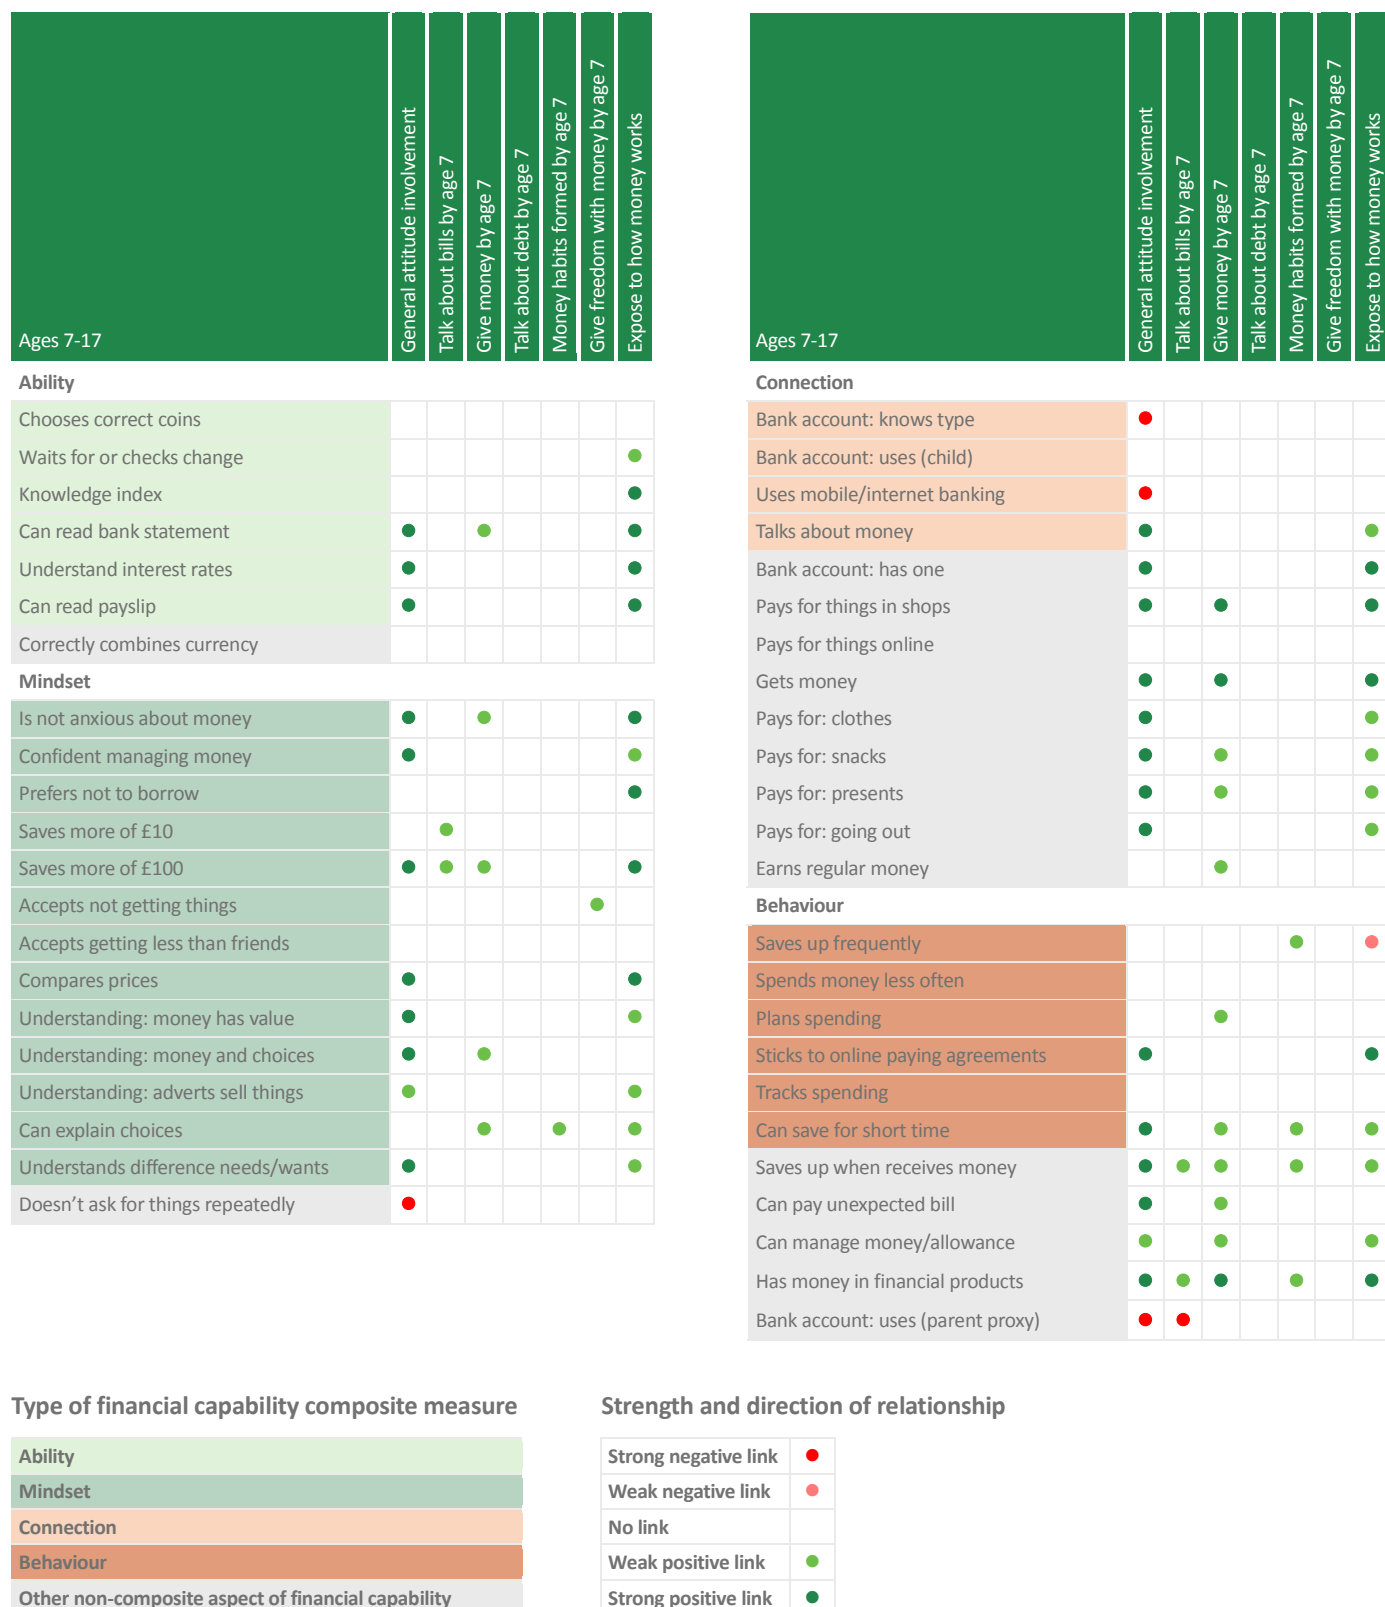 Ages 7-17
General attitude involvement
Talk about bills by age 7
Give money by age 7
Talk about debt by age 7
Money habits formed by age 7
Give freedom with money by age 7
Expose to how money works
Ability
Chooses correct coins
Waits for or checks change
Knowledge index
Can read bank statement
Understand interest rates
Can read payslip
Correctly combines currency
Mindset
Is not anxious about money
Confident managing money
Prefers not to borrow
Saves more of £10
Saves more of £100
Accepts not getting things
Accepts getting less than friends
Compares prices
Understanding: money has value
Understanding: money and choices
Understanding: adverts sell things
Can explain choices
Understands difference needs/wants
Doesn’t ask for things repeatedly
Ages 7-17
General attitude involvement
Talk about bills by age 7
Give money by age 7
Talk about debt by age 7
Money habits formed by age 7
Give freedom with money by age 7
Expose to how money works
Connection
Bank account: knows type
Bank account: uses (child)
Uses mobile/internet banking
Talks about money
Bank account: has one
Pays for things in shops
Pays for things online
Gets money
Pays for: clothes
Pays for: snacks
Pays for: presents
Pays for: going out
Earns regular money
Behaviour
Saves up frequently
Spends money less often
Plans spending
Sticks to online paying agreements
Tracks spending
Can save for short time
Saves up when receives money
Can pay unexpected bill
Can manage money/allowance
Has money in financial products
Bank account: uses (parent proxy)
Type of financial capability composite measure
Ability
Mindset
Connection
Behaviour
Other non-composite aspect of financial capability
Strength and direction of relationship
Strong negative link
Weak negative link
No link
Weak positive link
Strong positive link